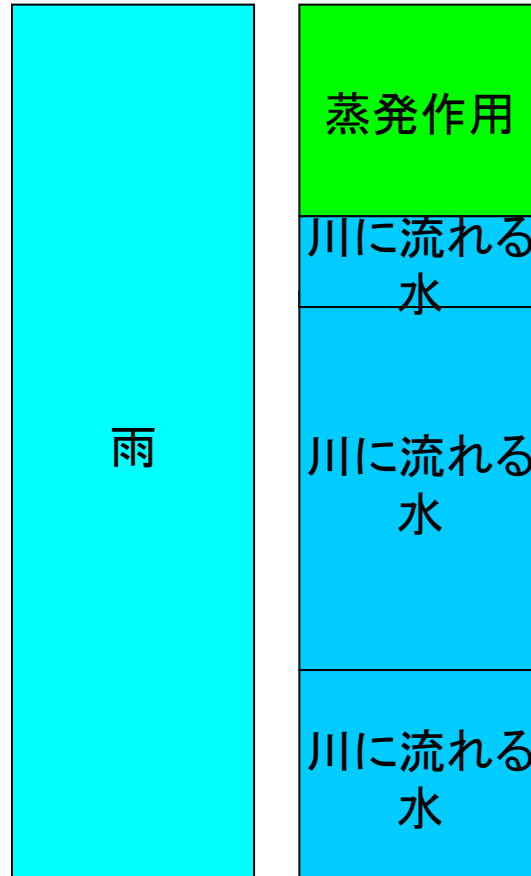 雨
蒸発作用
川に流れる
水
川に流れる
水
川に流れる
水